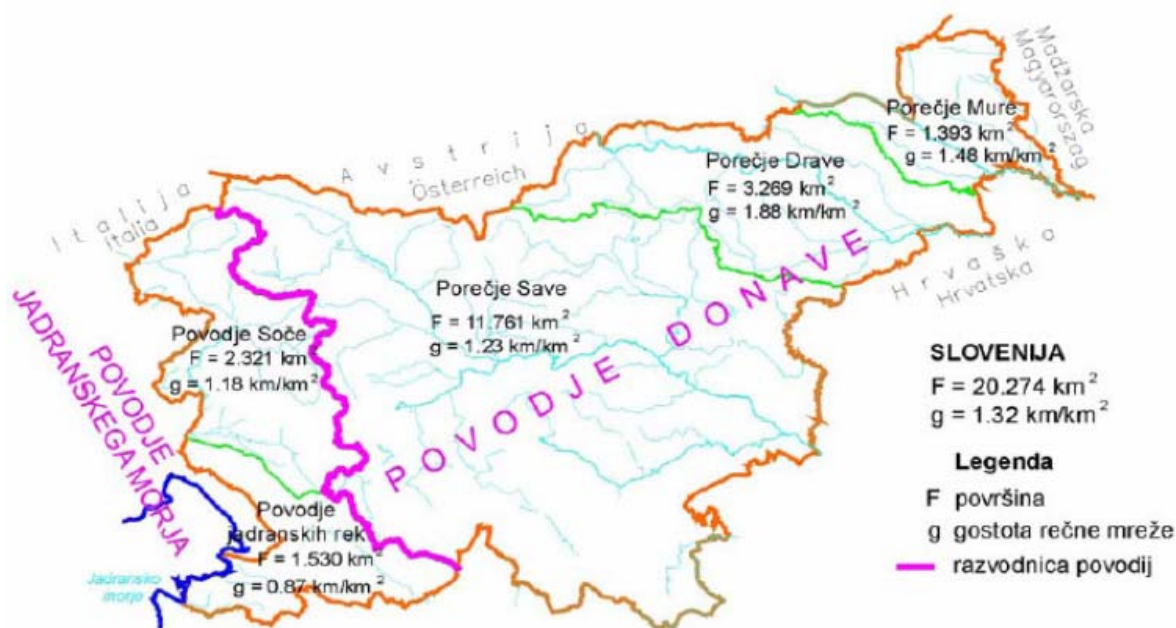 Madžarska
Magyarorszag
Porečje Mure
F = 1.393 km²
g = 1.48 km/km²
Avstrija
Österreich
Porečje Drave
F = 3.269 km²
g = 1.88 km/km²
Italija
Italia
Hrvaška
Hrvatska
Porečje Save
F = 11.761 km²
g = 1.23 km/km²
POVODJE DONAVE
Povodje Soče
F = 2.321 km²
g = 1.18 km/km²
POVODJE
JADRANSKEGA MORJA
Povodje
jadranskih rek
F = 1.530 km²
g = 0.87 km/km²
Jadransko
morje
SLOVENIJA
F = 20.274 km²
g = 1.32 km/km²
Legenda
F površina
g gostota rečne mreže
razvodnica povodij